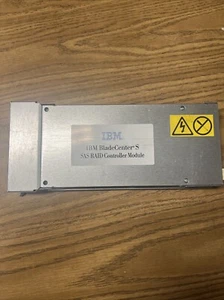 IBM
IBM BladeCenter S
SAS RAID Controller Module